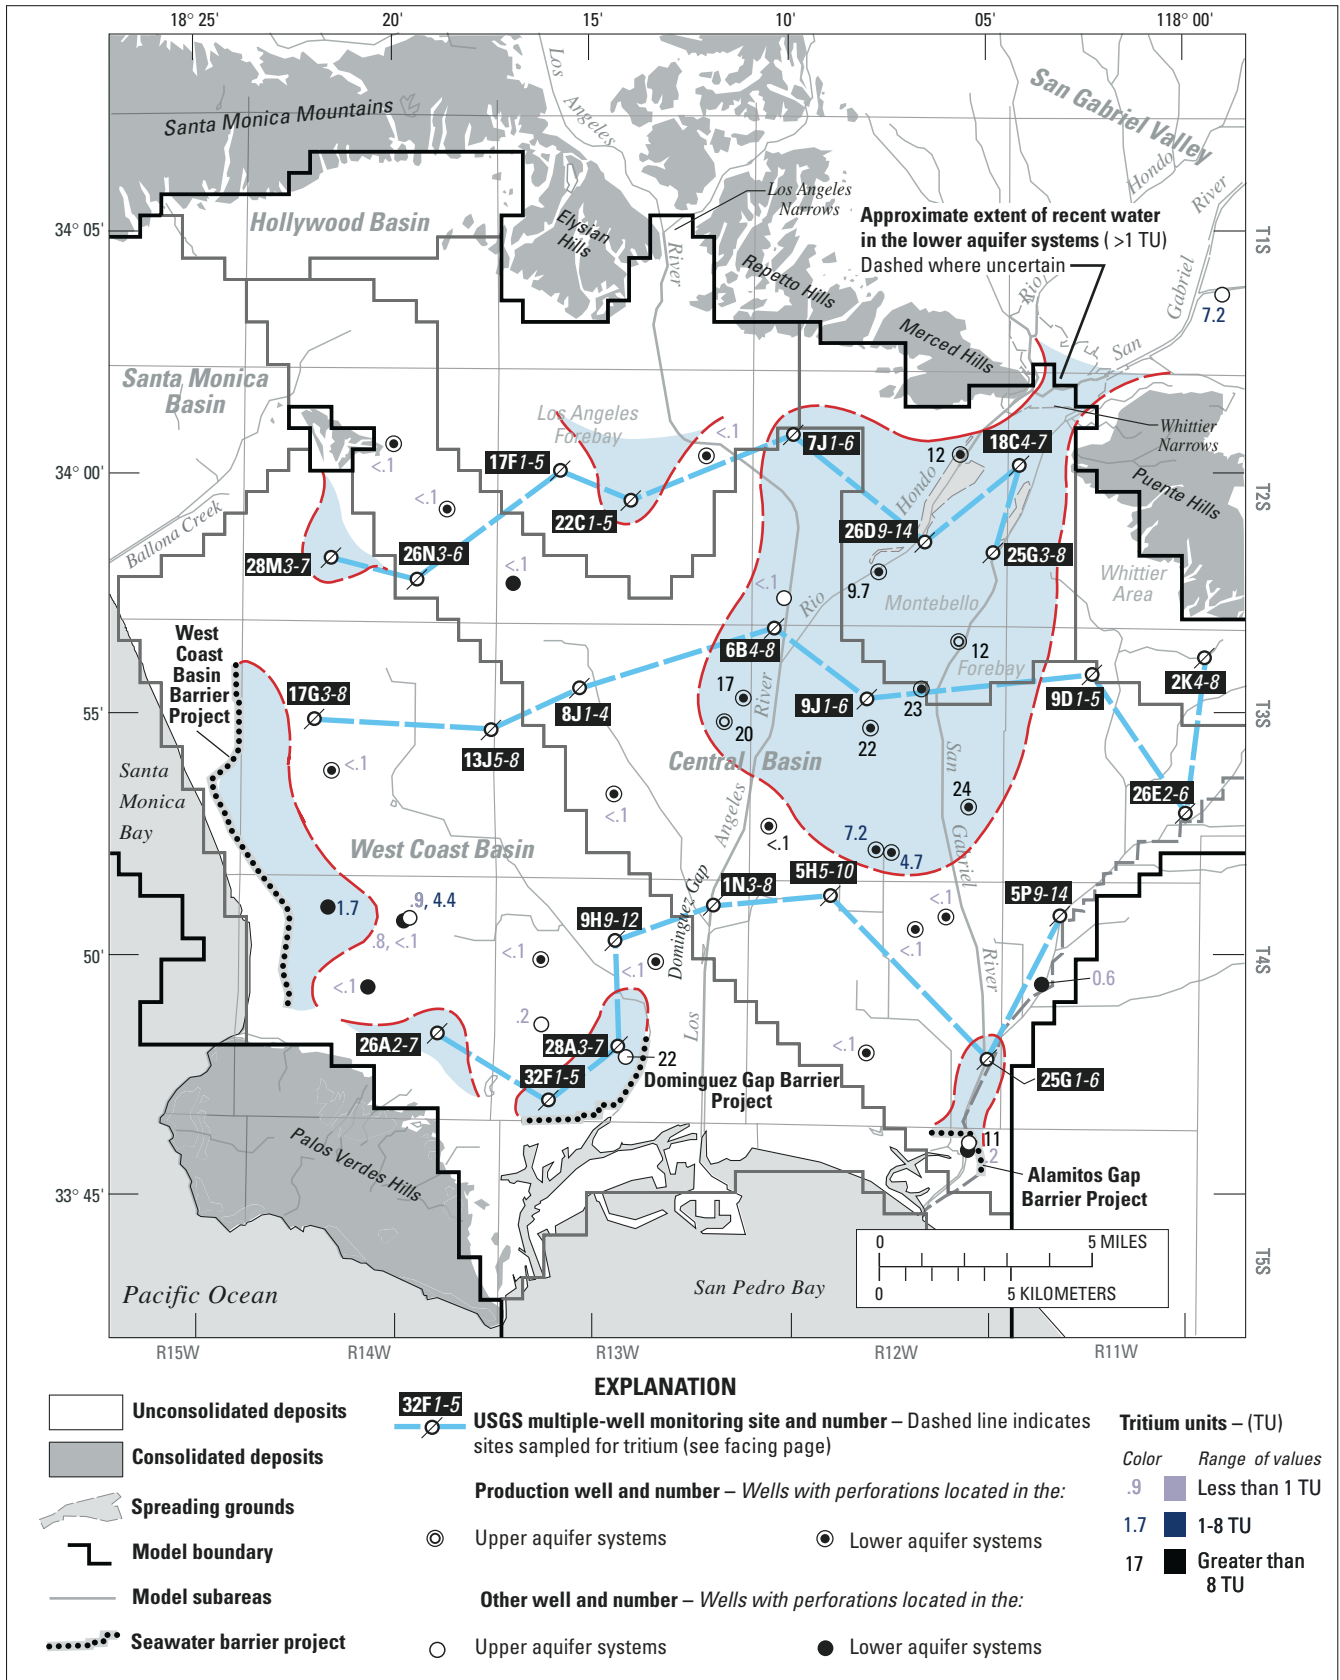 18° 25'
20'
15'
10'
05'
118° 00'
Los Angeles
San Gabriel Valley
Santa Monica Mountains
Hondo
River
Los Angeles
Narrows
Approximate extent of recent water
in the lower aquifer systems ( >1 TU)
Dashed where uncertain
Hollywood Basin
Elysian
Hills
34° 05'
River
T1S
Repetto Hills
Rio
Gabriel
7.2
Merced Hills
San
Santa Monica
Basin
Los Angeles
Forebay
<.1
<.1
7J1-6
12
18C4-7
Whittier
Narrows
34° 00'
17F1-5
Puente Hills
T2S
<.1
22C1-5
Hondo
Ballona Creek
26D9-14
28M3-7
26N3-6
25G3-8
<.1
<.1
9.7
Whittier
Area
Rio
Montebello
West
Coast
Basin
Barrier
Project
6B4-8
12
Forebay
17G3-8
8J1-4
17
River
9J1-6
23
9D1-5
2K4-8
33° 55'
T3S
13J5-8
20
22
Central Basin
San
Santa
Monica
Bay
<.1
24
26E2-6
<.1
Angeles
<.1
7.2
4.7
Gabriel
West Coast Basin
5H5-10
1N3-8
5P9-14
1.7
.9, 4.4
.8, <.1
9H9-12
Dominguez Gap
<.1
<.1
33° 50'
<.1
<.1
River
T4S
<.1
0.6
.2
Los
26A2-7
28A3-7
22
<.1
32F1-5
25G1-6
Dominguez Gap Barrier
Project
Palos Verdes Hills
11
.2
Alamitos Gap
Barrier Project
33° 45'
0
5 MILES
0
5 KILOMETERS
T5S
Pacific Ocean
San Pedro Bay
R15W
R14W
R13W
R12W
R11W
EXPLANATION
Unconsolidated deposits
Consolidated deposits
Spreading grounds
Model boundary
Model subareas
Seawater barrier project
32F1-5
USGS multiple-well monitoring site and number – Dashed line indicates
sites sampled for tritium (see facing page)
Production well and number – Wells with perforations located in the:
Upper aquifer systems
Lower aquifer systems
Other well and number – Wells with perforations located in the:
Upper aquifer systems
Lower aquifer systems
Tritium units – (TU)
Color
Range of values
.9
Less than 1 TU
1.7
1-8 TU
17
Greater than
8 TU